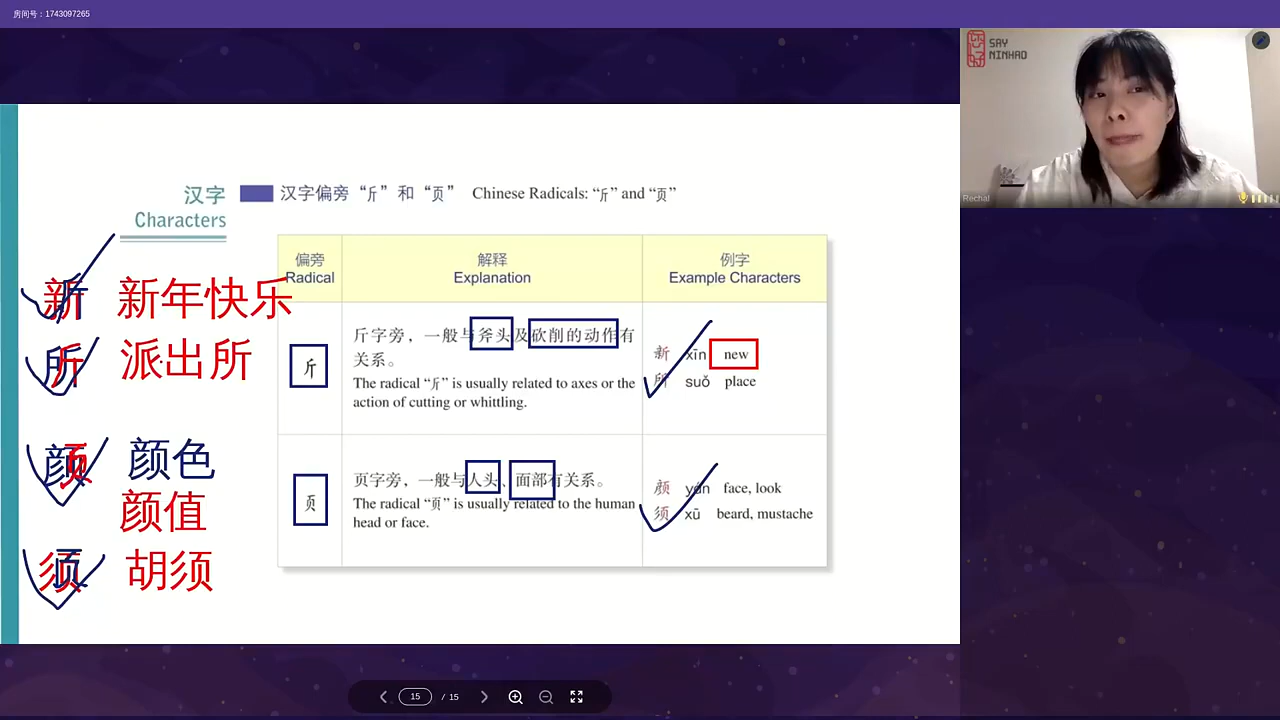 房间号：1743097265
SAY
NINHAO
Rechal
汉字
Characters
汉字偏旁“斤”和“页” Chinese Radicals: “斤” and “页”
偏旁
Radical
解释
Explanation
例字
Example Characters
斤
斤字旁，一般与斧头及砍削的动作有
关系。
The radical “斤” is usually related to axes or the
action of cutting or whittling.
新 xīn new
所 suǒ place
页
页字旁，一般与人头、面部有关系。
The radical “页” is usually related to the human
head or face.
颜 yán face, look
须 xū beard, mustache
新 新年快乐
所 派出所
颜 颜色
颜值
须 胡须
15 / 15